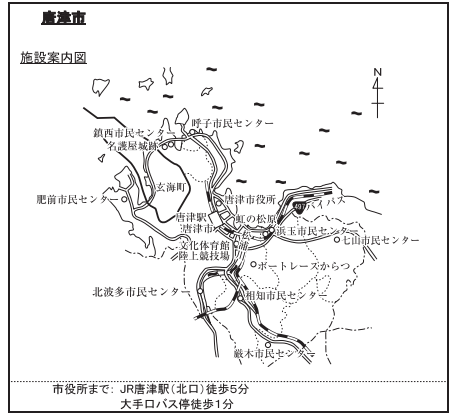 唐津市
施設案内図
N
呼子市民センター
鎮西市民センター
名護屋城跡
玄海町
肥前市民センター
唐津市役所
497
バイパス
唐津駅
虹の松原
唐津市
浜玉市民センター
七山市民センター
文化体育館
陸上競技場
ボートレースからつ
北波多市民センター
相知市民センター
厳木市民センター
市役所まで：JR唐津駅（北口）徒歩5分
大手口バス停徒歩1分